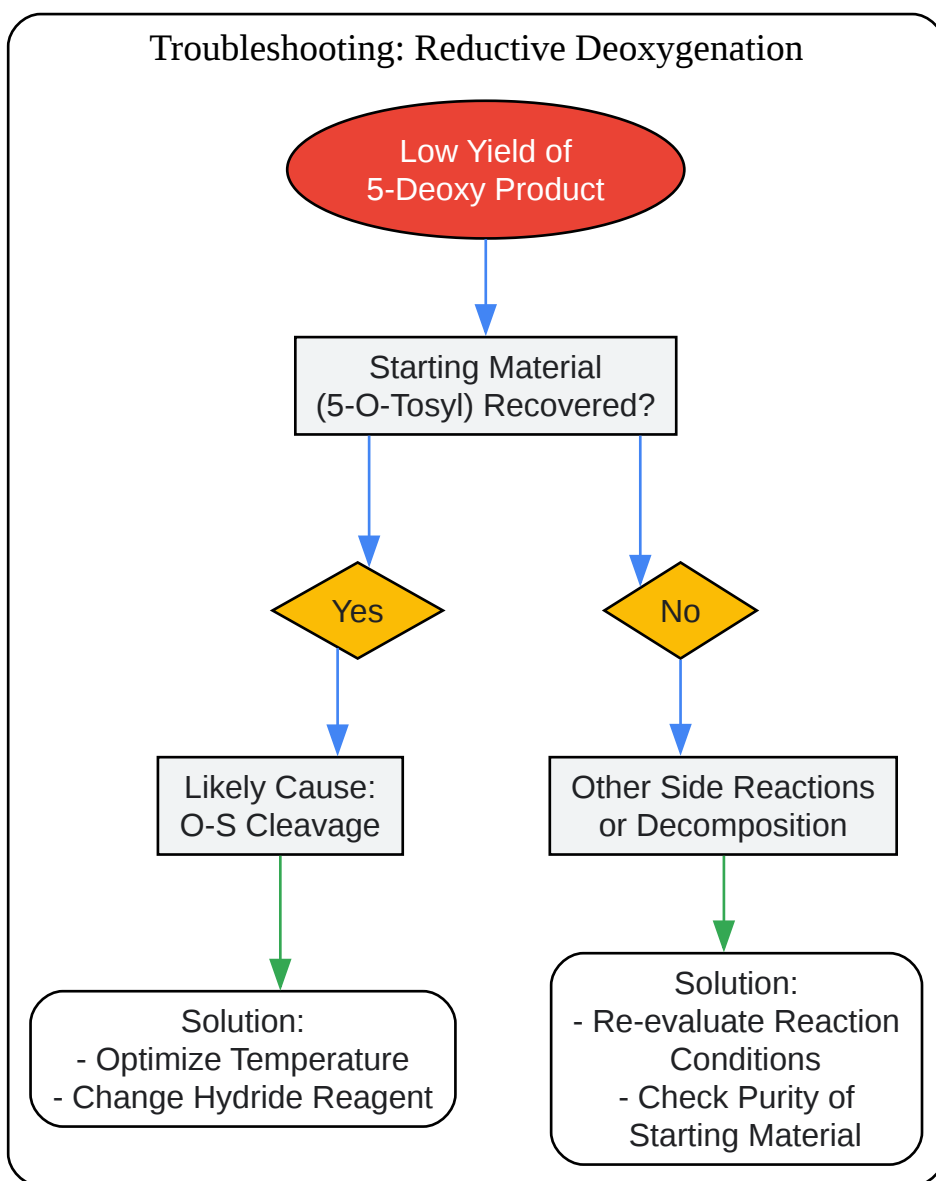 Troubleshooting: Reductive Deoxygenation
Low Yield of
5-Deoxy Product
Starting Material
(5-O-Tosyl) Recovered?
Yes
No
Likely Cause:
O-S Cleavage
Other Side Reactions
or Decomposition
Solution:
- Optimize Temperature
- Change Hydride Reagent
Solution:
- Re-evaluate Reaction
Conditions
- Check Purity of
Starting Material